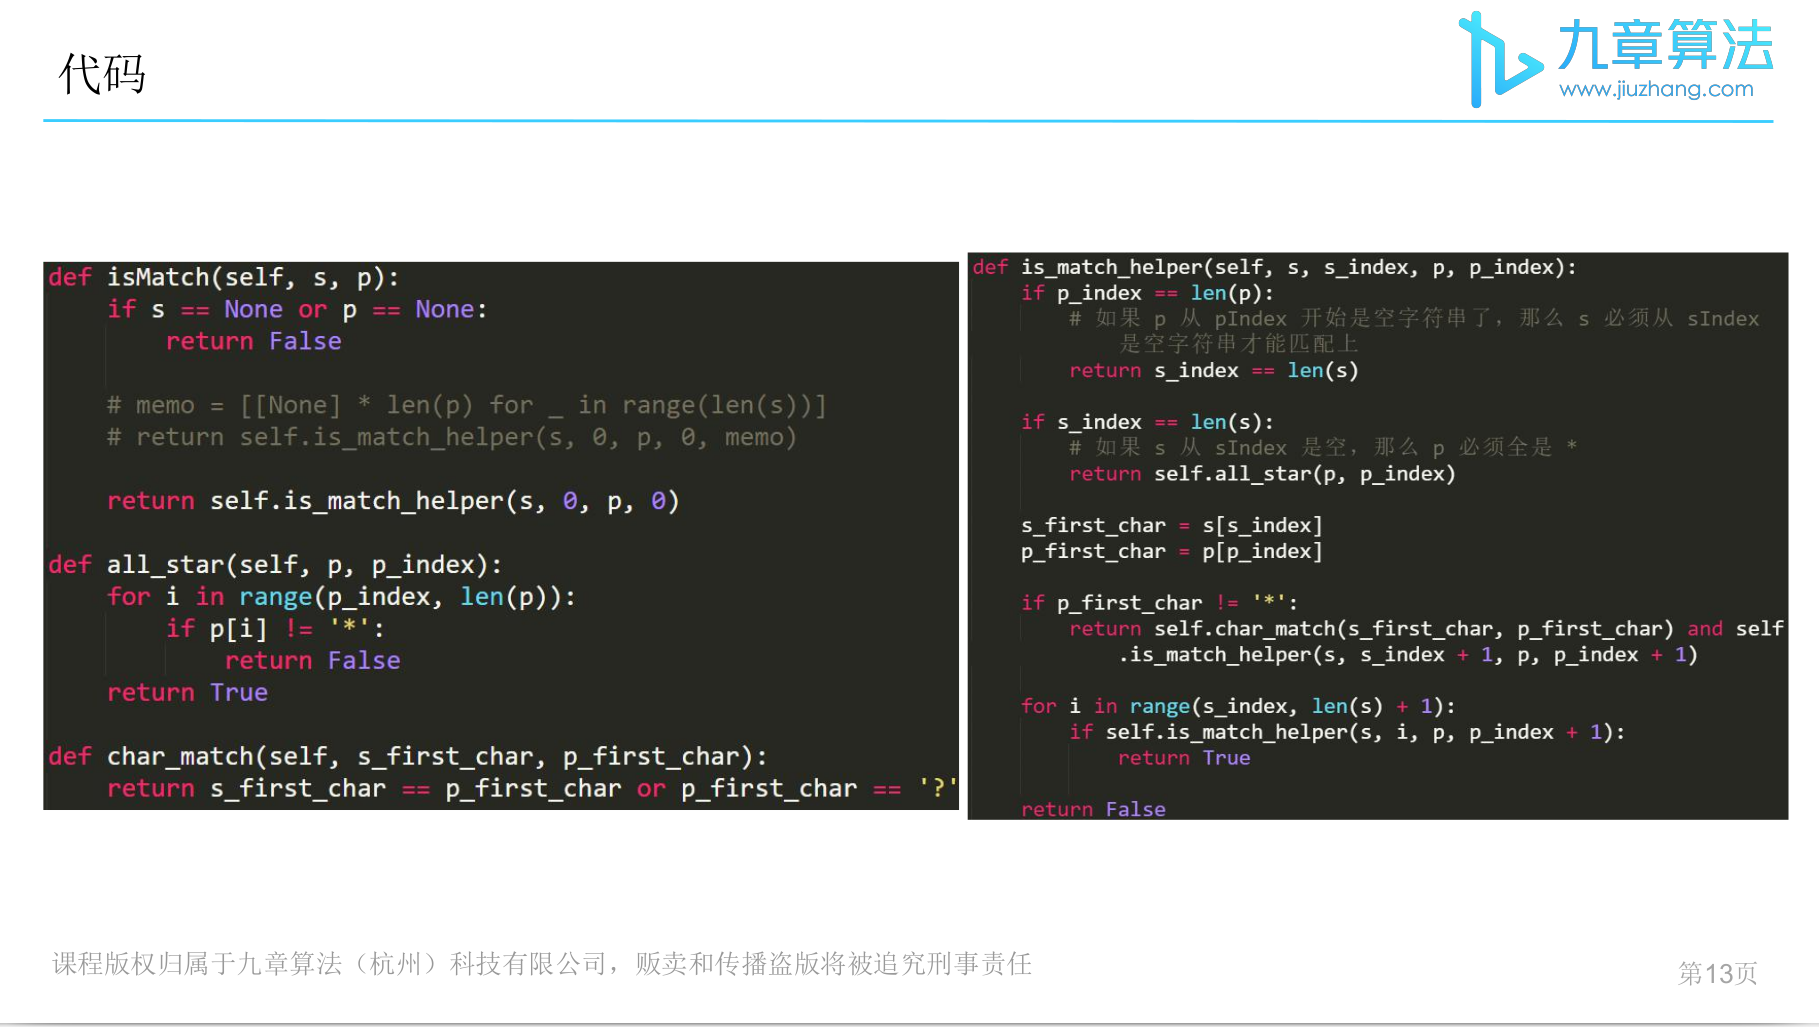 代码
九章算法
www.jiuzhang.com
def isMatch(self, s, p):
    if s == None or p == None:
        return False
    # memo = [[None] * len(p) for _ in range(len(s))]
    # return self.is_match_helper(s, 0, p, 0, memo)
    return self.is_match_helper(s, 0, p, 0)
def all_star(self, p, p_index):
    for i in range(p_index, len(p)):
        if p[i] != '*':
            return False
    return True
def char_match(self, s_first_char, p_first_char):
    return s_first_char == p_first_char or p_first_char == '?'
def is_match_helper(self, s, s_index, p, p_index):
    if p_index == len(p):
        # 如果 p 从 pIndex 开始是空字符串了，那么 s 必须从 sIndex
            是空字符串才能匹配上
        return s_index == len(s)
    if s_index == len(s):
        # 如果 s 从 sIndex 是空，那么 p 必须全是 *
        return self.all_star(p, p_index)
    s_first_char = s[s_index]
    p_first_char = p[p_index]
    if p_first_char != '*':
        return self.char_match(s_first_char, p_first_char) and self
            .is_match_helper(s, s_index + 1, p, p_index + 1)
    for i in range(s_index, len(s) + 1):
        if self.is_match_helper(s, i, p, p_index + 1):
            return True
    return False
课程版权归属于九章算法（杭州）科技有限公司，贩卖和传播盗版将被追究刑事责任
第13页